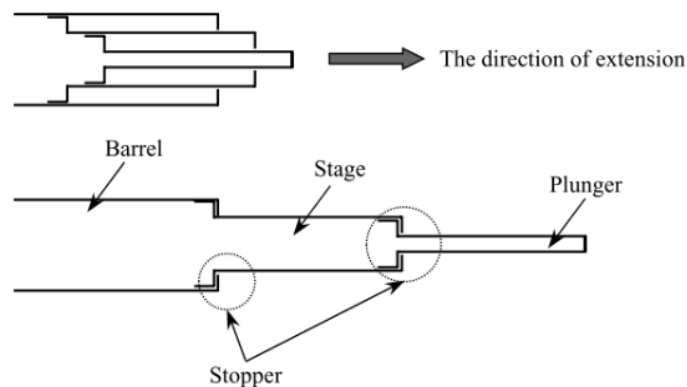 The direction of extension
Barrel
Stage
Plunger
Stopper